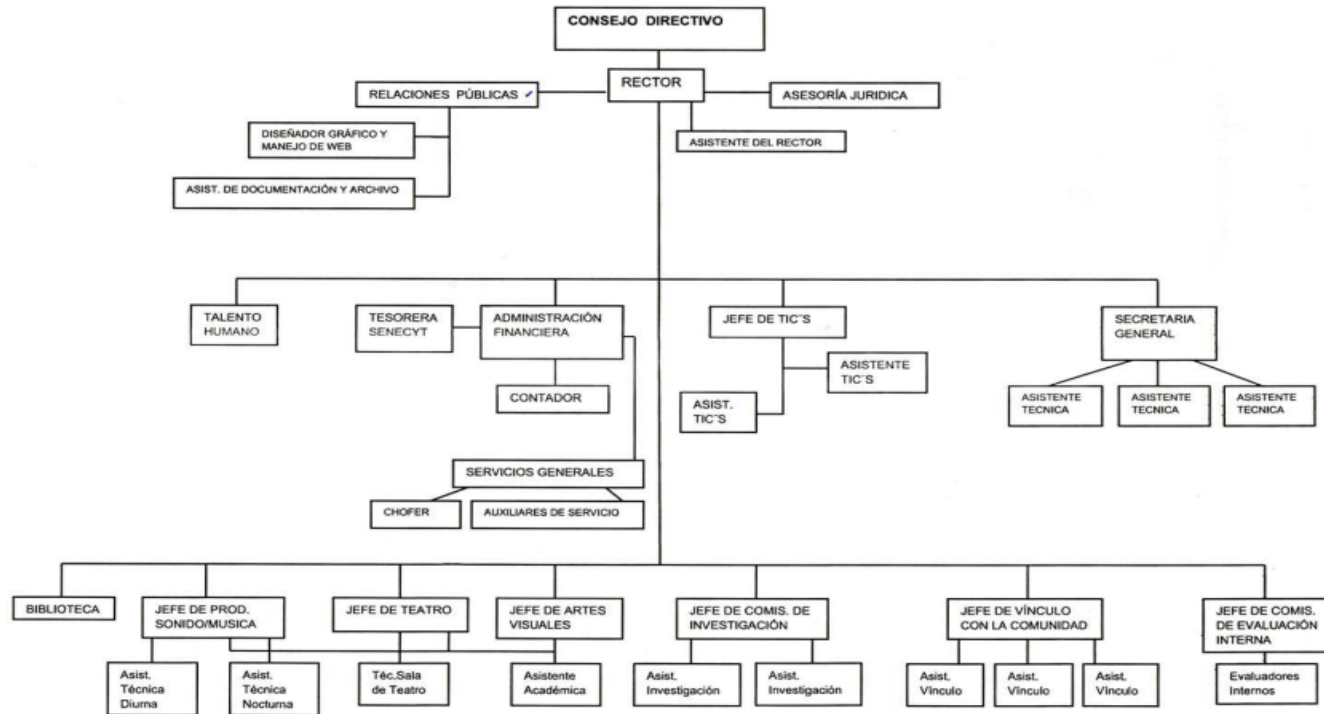 CONSEJO DIRECTIVO
RECTOR
RELACIONES PÚBLICAS
ASESORÍA JURIDICA
DISEÑADOR GRÁFICO Y
MANEJO DE WEB
ASISTENTE DEL RECTOR
ASIST. DE DOCUMENTACIÓN Y ARCHIVO
TALENTO
HUMANO
TESORERA
SENECYT
ADMINISTRACIÓN
FINANCIERA
JEFE DE TIC¨S
SECRETARIA
GENERAL
CONTADOR
ASISTENTE
TIC¨S
ASIST.
TIC¨S
ASISTENTE
TECNICA
ASISTENTE
TECNICA
ASISTENTE
TECNICA
SERVICIOS GENERALES
CHOFER
AUXILIARES DE SERVICIO
BIBLIOTECA
JEFE DE PROD.
SONIDO/MUSICA
JEFE DE TEATRO
JEFE DE ARTES
VISUALES
JEFE DE COMIS. DE
INVESTIGACIÓN
JEFE DE VÍNCULO
CON LA COMUNIDAD
JEFE DE COMIS.
DE EVALUACIÓN
INTERNA
Asist.
Técnica
Diurna
Asist.
Técnica
Nocturna
Téc.Sala
de Teatro
Asistente
Académica
Asist.
Investigación
Asist.
Investigación
Asist.
Vínculo
Asist.
Vínculo
Asist.
Vínculo
Evaluadores
Internos